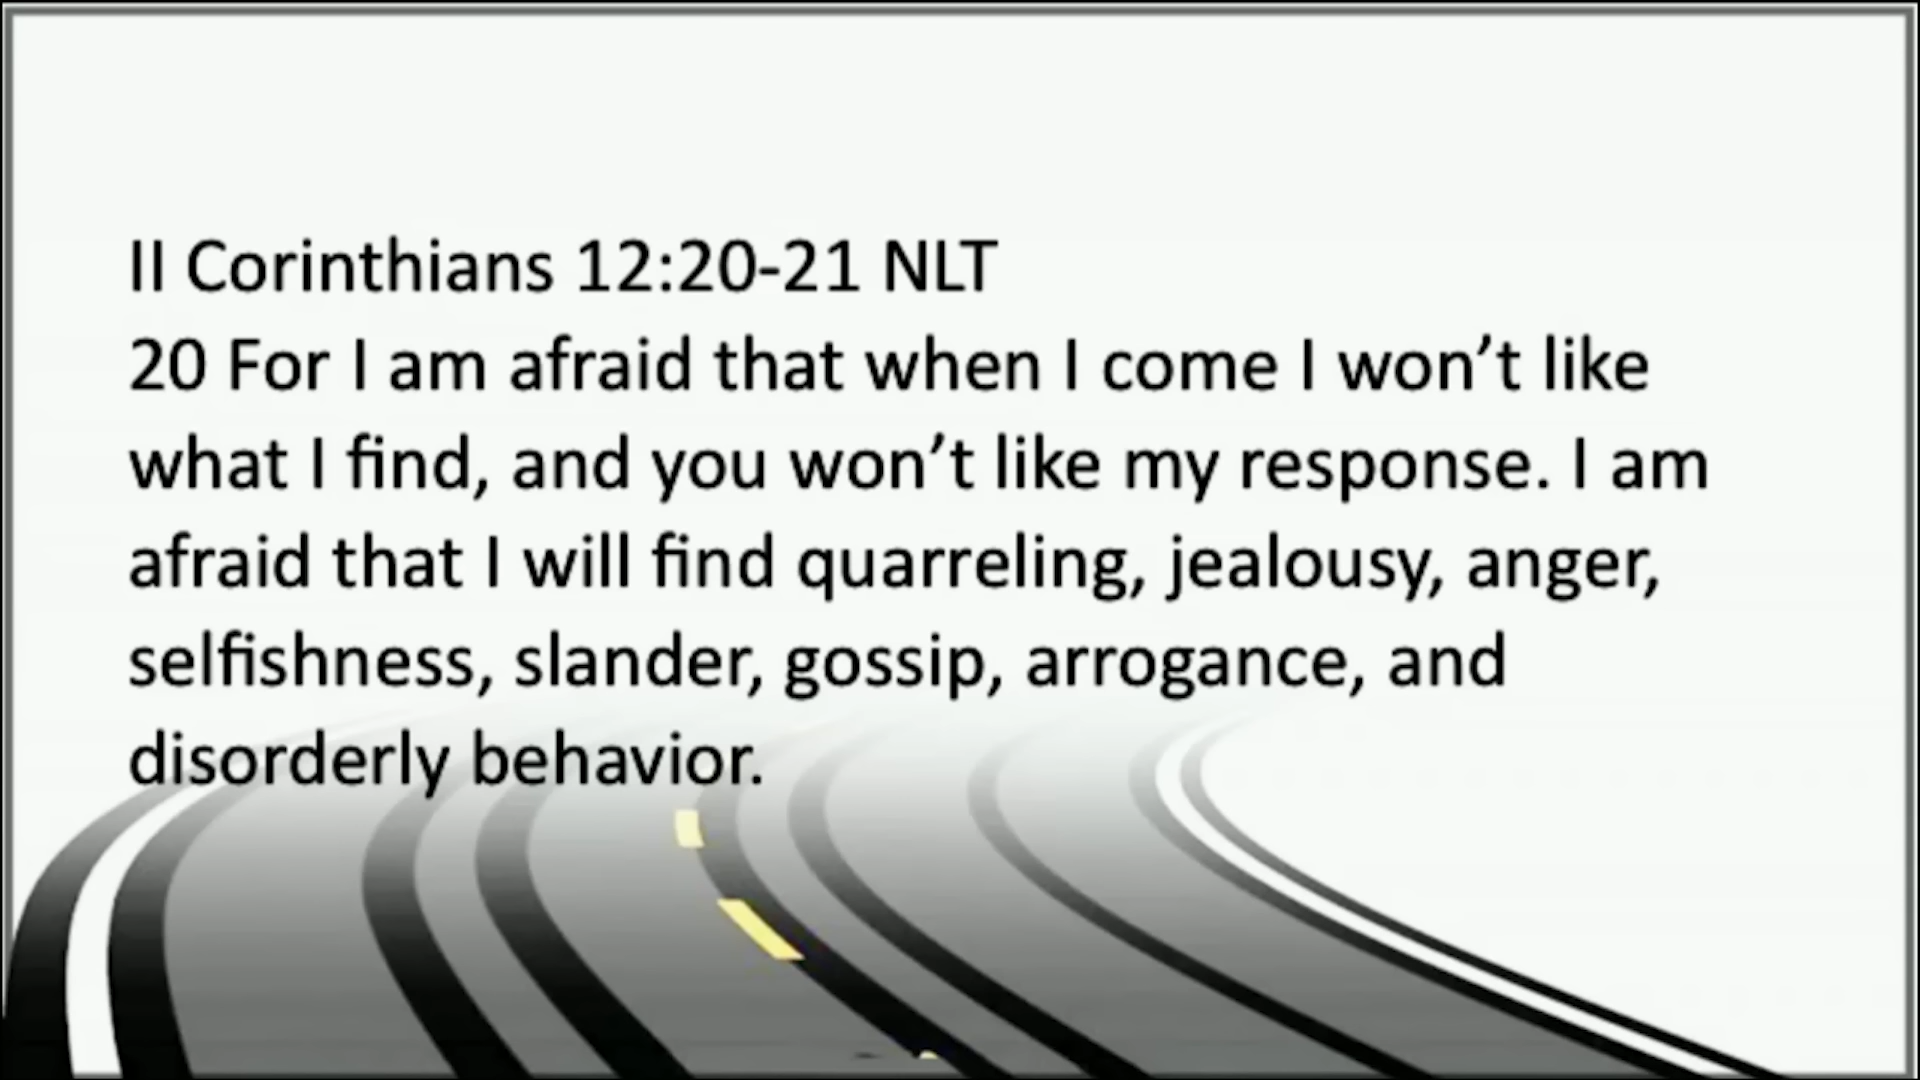 II Corinthians 12:20-21 NLT
20 For I am afraid that when I come I won’t like
what I find, and you won’t like my response. I am
afraid that I will find quarreling, jealousy, anger,
selfishness, slander, gossip, arrogance, and
disorderly behavior.